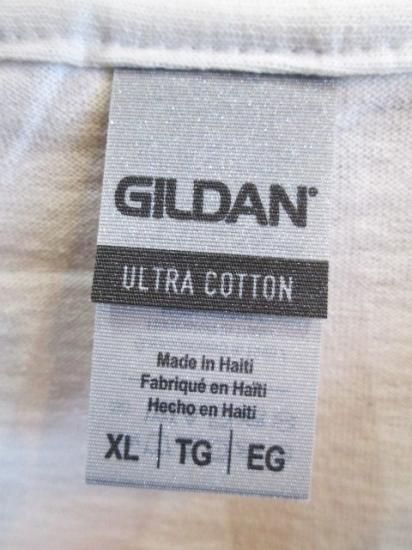 GILDAN®
ULTRA COTTON
Made in Haiti
Fabriqué en Haïti
Hecho en Haiti
XL | TG | EG